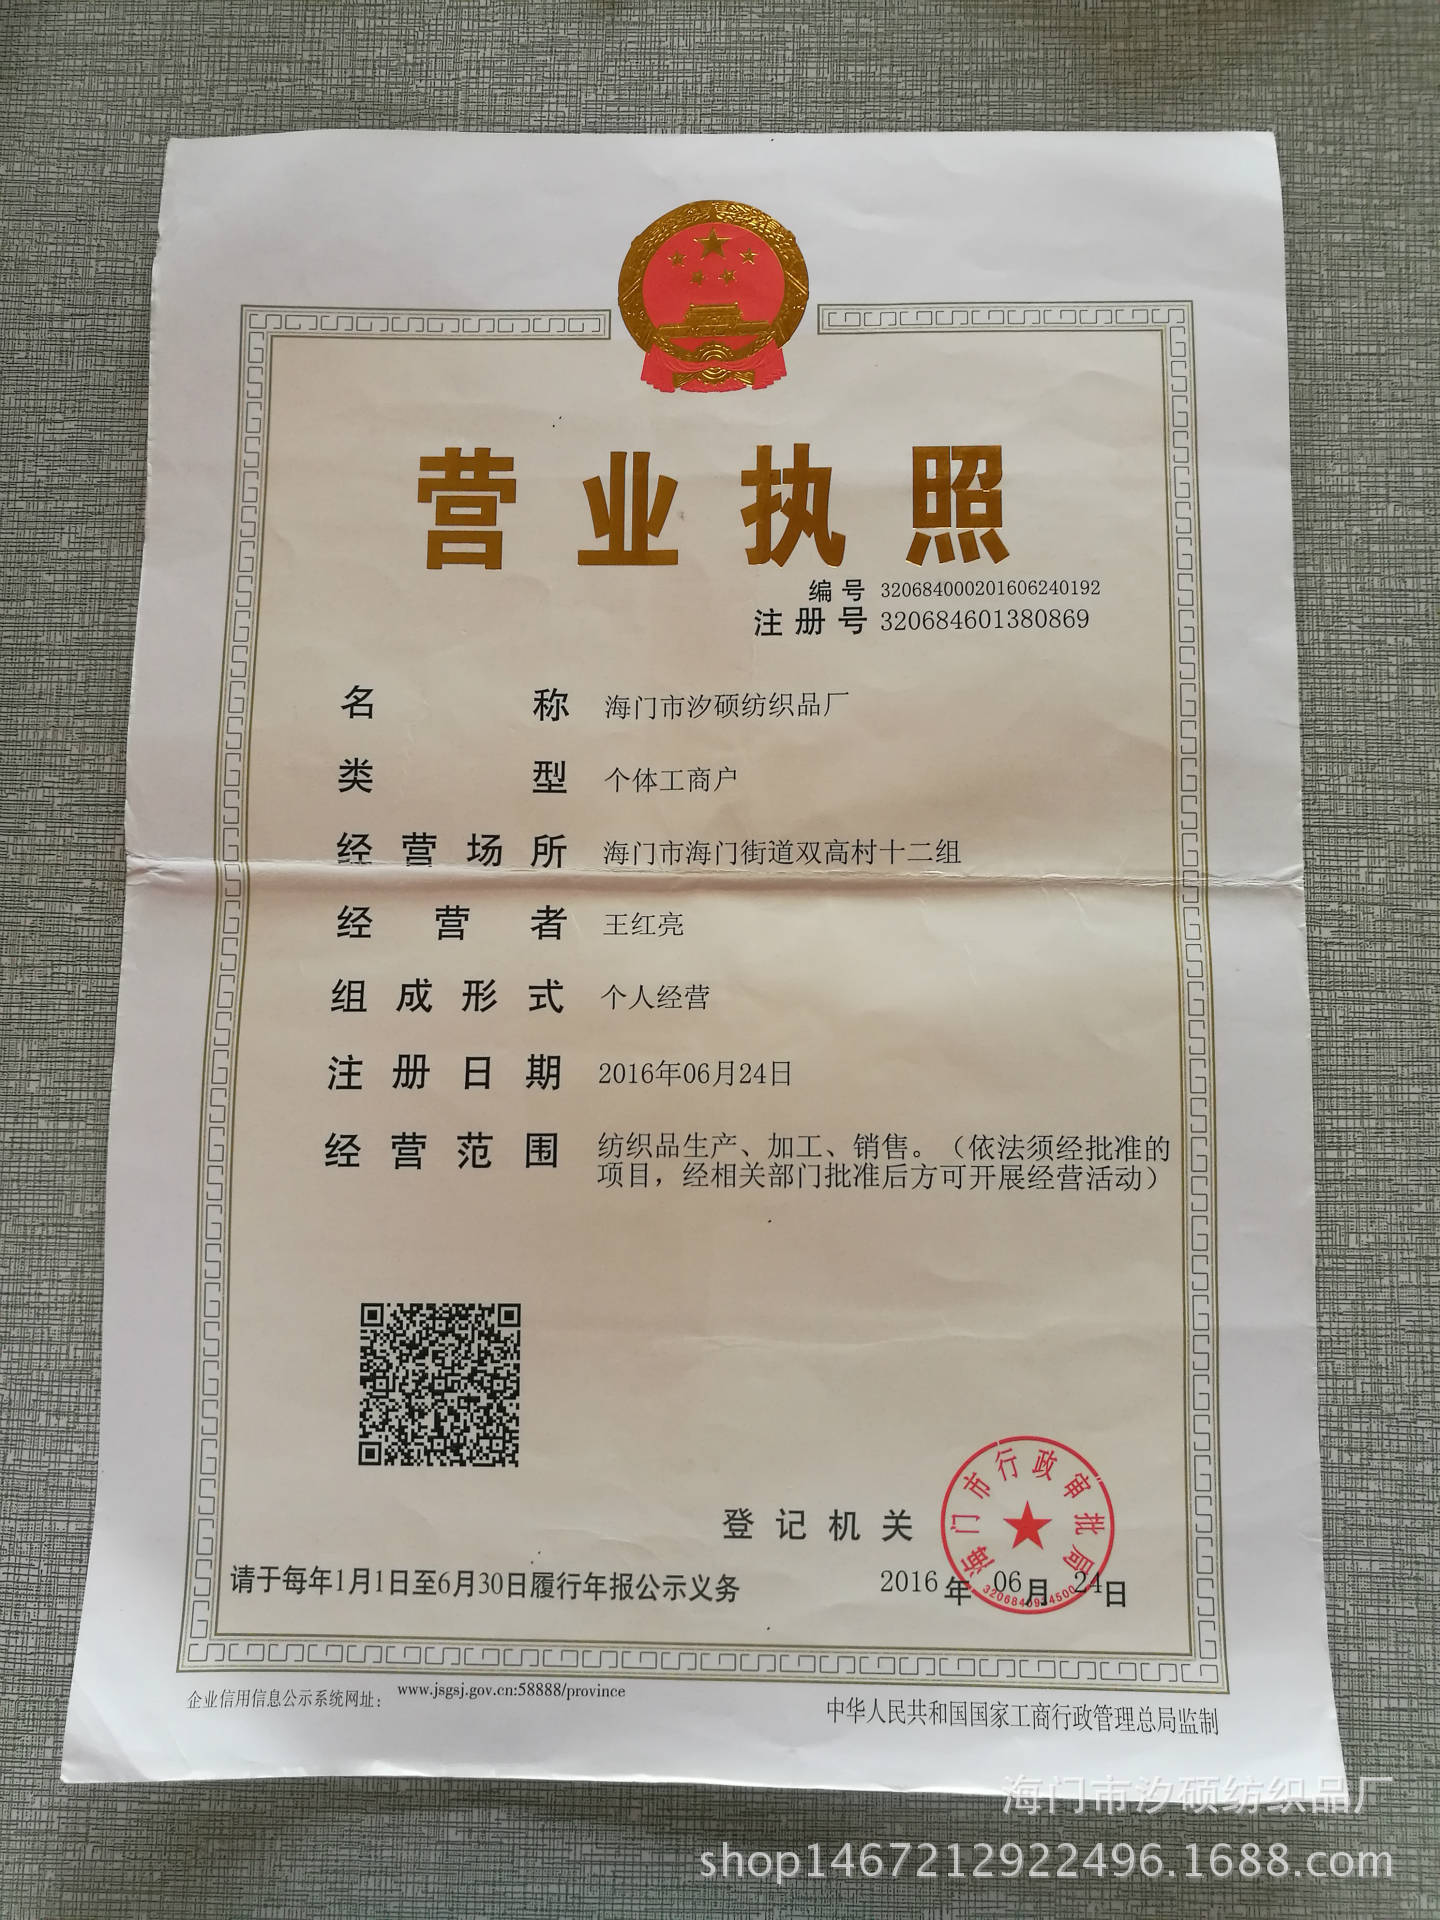 营业执照
编号 320684000201606240192
注册号 320684601380869
名称 海门市汐硕纺织品厂
类型 个体工商户
经营场所 海门市海门街道双高村十二组
经营者 王红亮
组成形式 个人经营
注册日期 2016年06月24日
经营范围 纺织品生产、加工、销售。（依法须经批准的
项目，经相关部门批准后方可开展经营活动）
海门市行政审批局
登记机关
请于每年1月1日至6月30日履行年报公示义务
2016年06月24日
企业信用信息公示系统网址： www.jsgsj.gov.cn:58888/province
中华人民共和国国家工商行政管理总局监制
海门市汐硕纺织品厂
shop1467212922496.1688.com